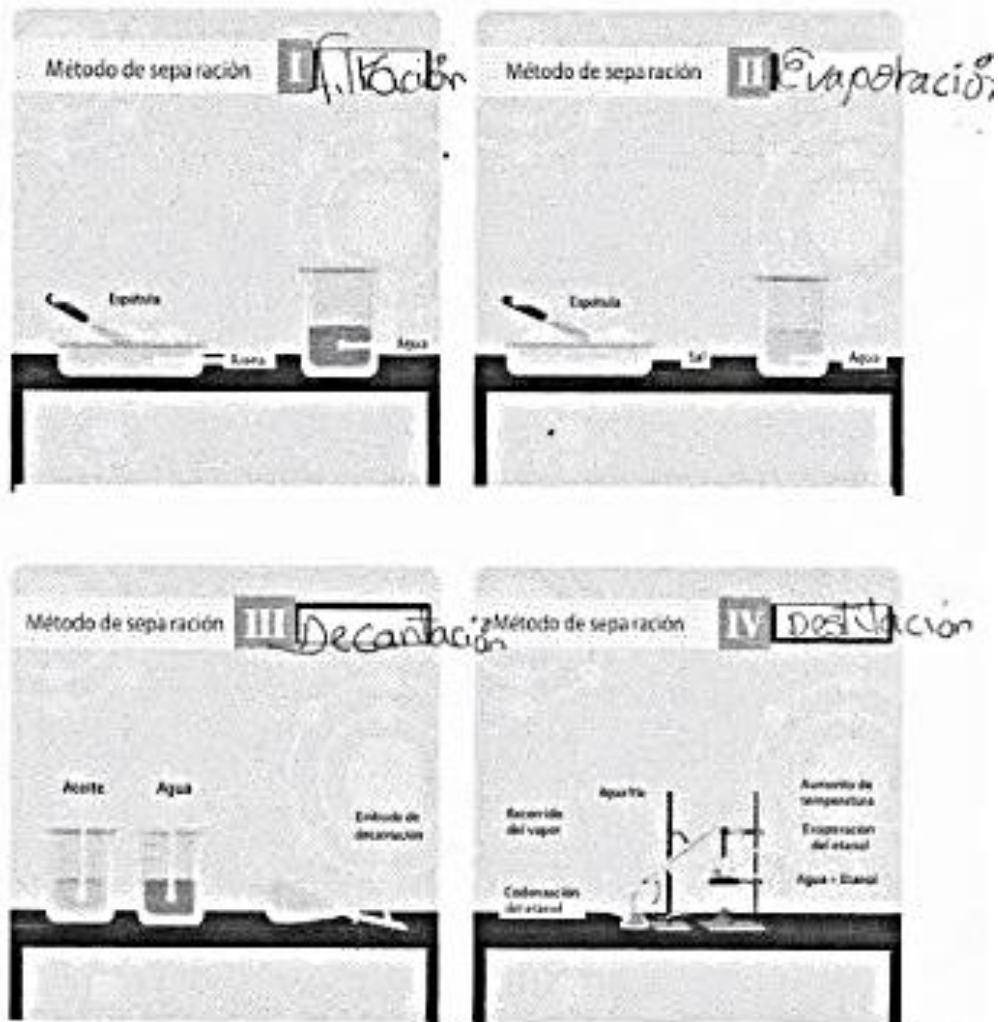 Método de separación I filtración
Espátula
Arena
Agua
Método de separación II Evaporación
Espátula
Sal
Agua
Método de separación III Decantación
Aceite
Agua
Embudo de
decantación
Método de separación IV Destilación
Agua fría
Recorrido
del vapor
Codensación
del etanol
Aumento de
temperatura
Evaporación
del etanol
Agua + Etanol